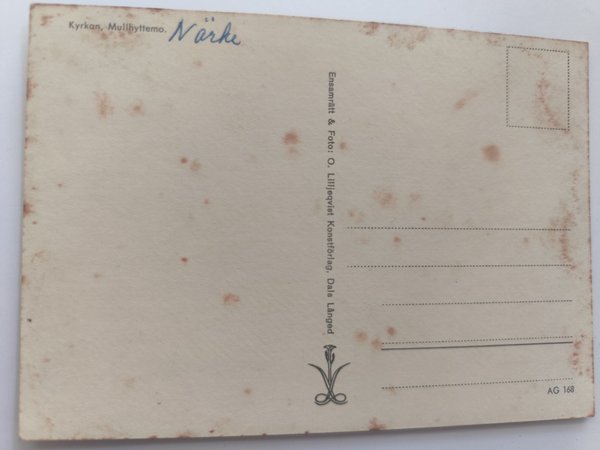 Kyrkan, Mullhyttemo. Närke
Ensamrätt & Foto: O. Lilljeqvist Konstförlag, Dals Långed
AG 168